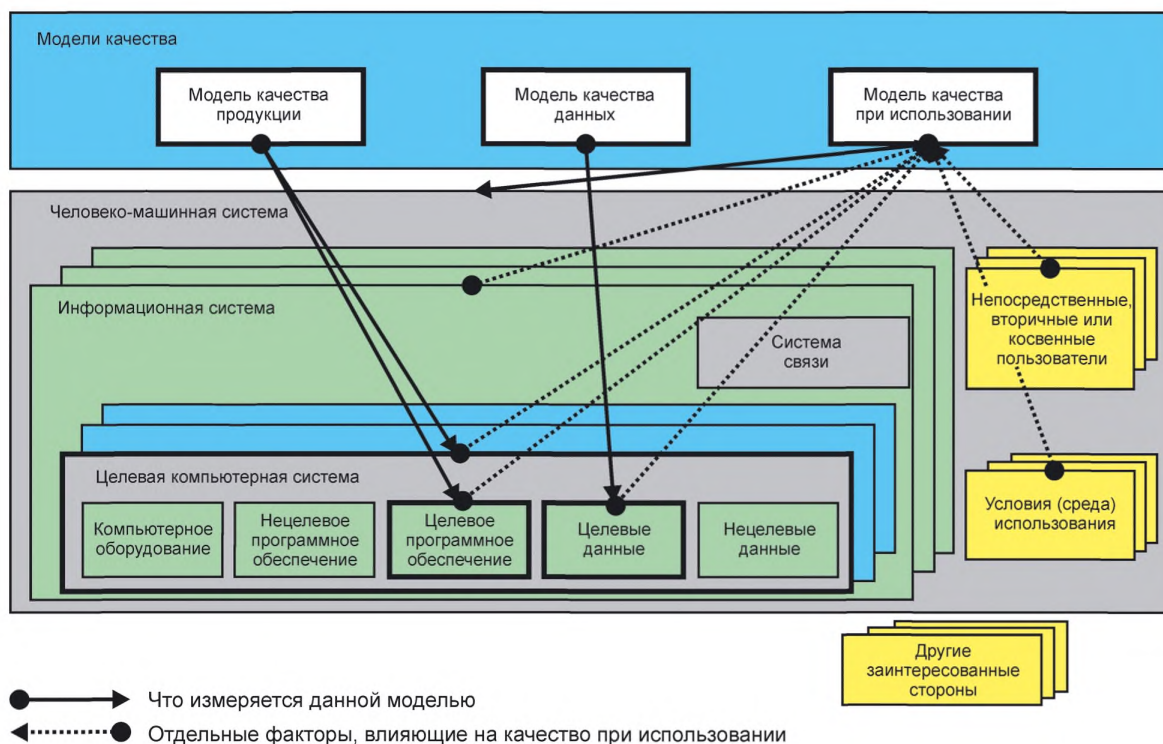 Модели качества
Модель качества
продукции
Модель качества
данных
Модель качества
при использовании
Человеко-машинная система
Информационная система
Система
связи
Непосредственные,
вторичные или
косвенные
пользователи
Целевая компьютерная система
Компьютерное
оборудование
Нецелевое
программное
обеспечение
Целевое
программное
обеспечение
Целевые
данные
Нецелевые
данные
Условия (среда)
использования
Другие
заинтересованные
стороны
Что измеряется данной моделью
Отдельные факторы, влияющие на качество при использовании